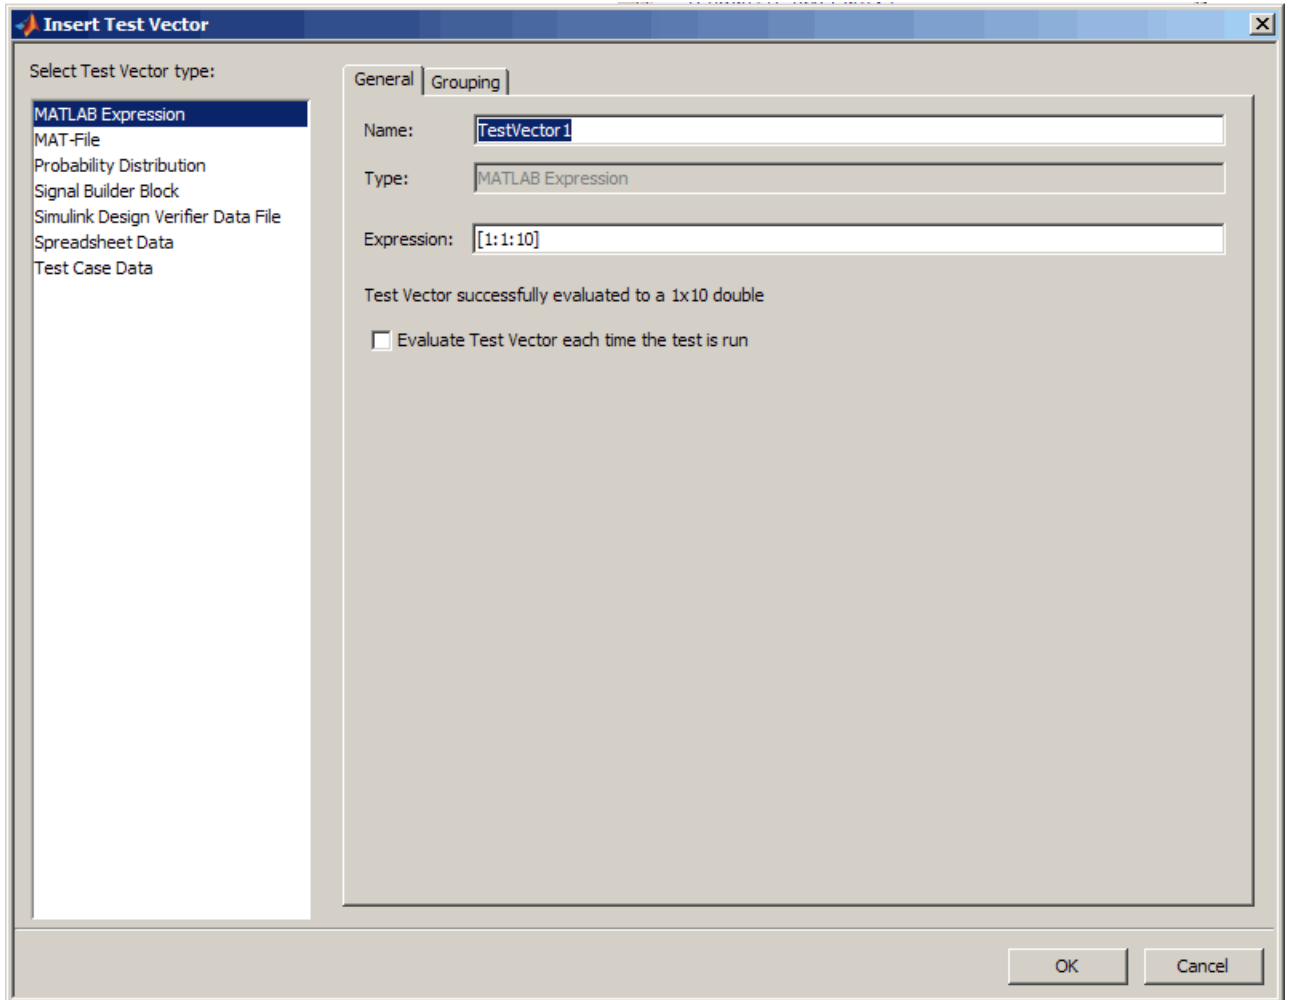 Insert Test Vector
Select Test Vector type:
MATLAB Expression
MAT-File
Probability Distribution
Signal Builder Block
Simulink Design Verifier Data File
Spreadsheet Data
Test Case Data
General Grouping
Name: TestVector1
Type: MATLAB Expression
Expression: [1:1:10]
Test Vector successfully evaluated to a 1x10 double
Evaluate Test Vector each time the test is run
OK Cancel